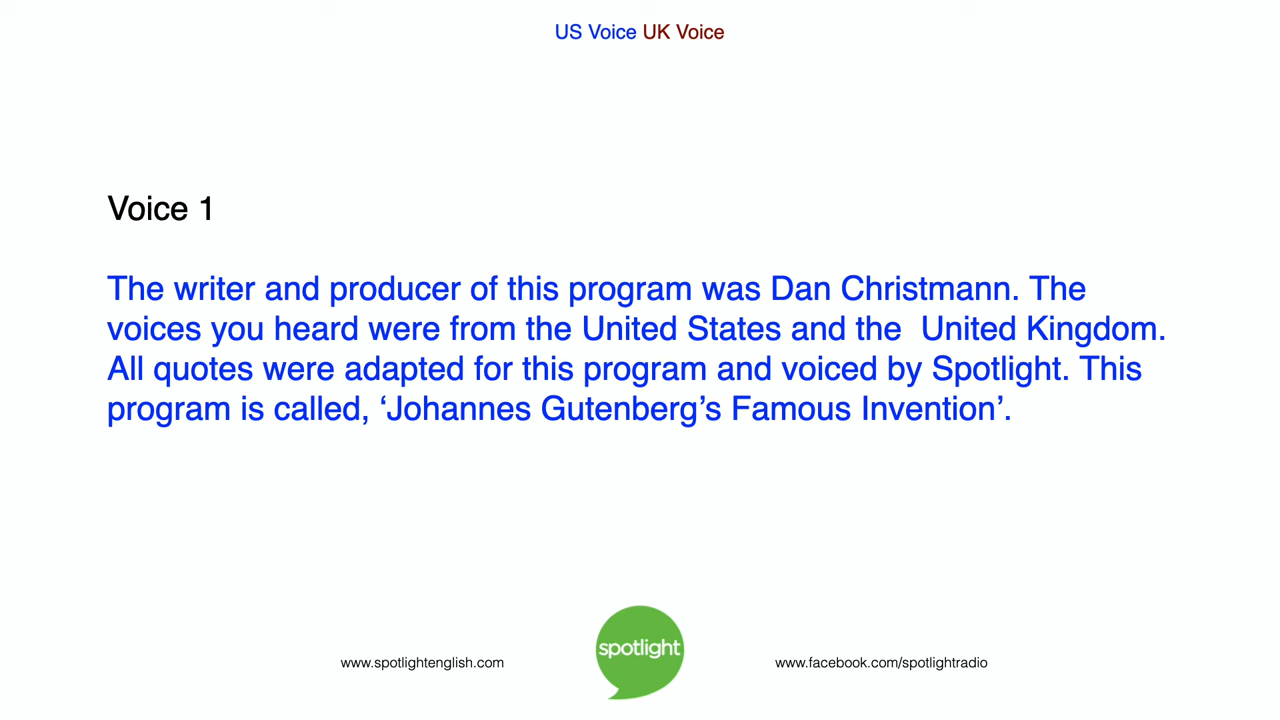 US Voice UK Voice
Voice 1
The writer and producer of this program was Dan Christmann. The
voices you heard were from the United States and the  United Kingdom.
All quotes were adapted for this program and voiced by Spotlight. This
program is called, ‘Johannes Gutenberg’s Famous Invention’.
www.spotlightenglish.com
spotlight
www.facebook.com/spotlightradio